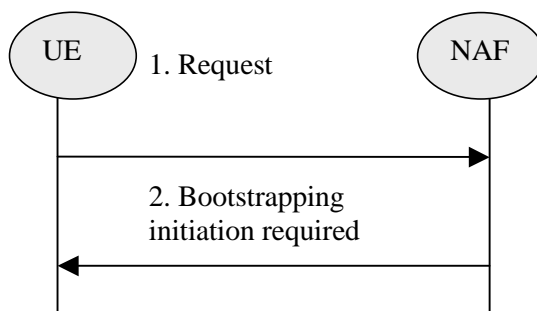 UE
NAF
1. Request
2. Bootstrapping
initiation required